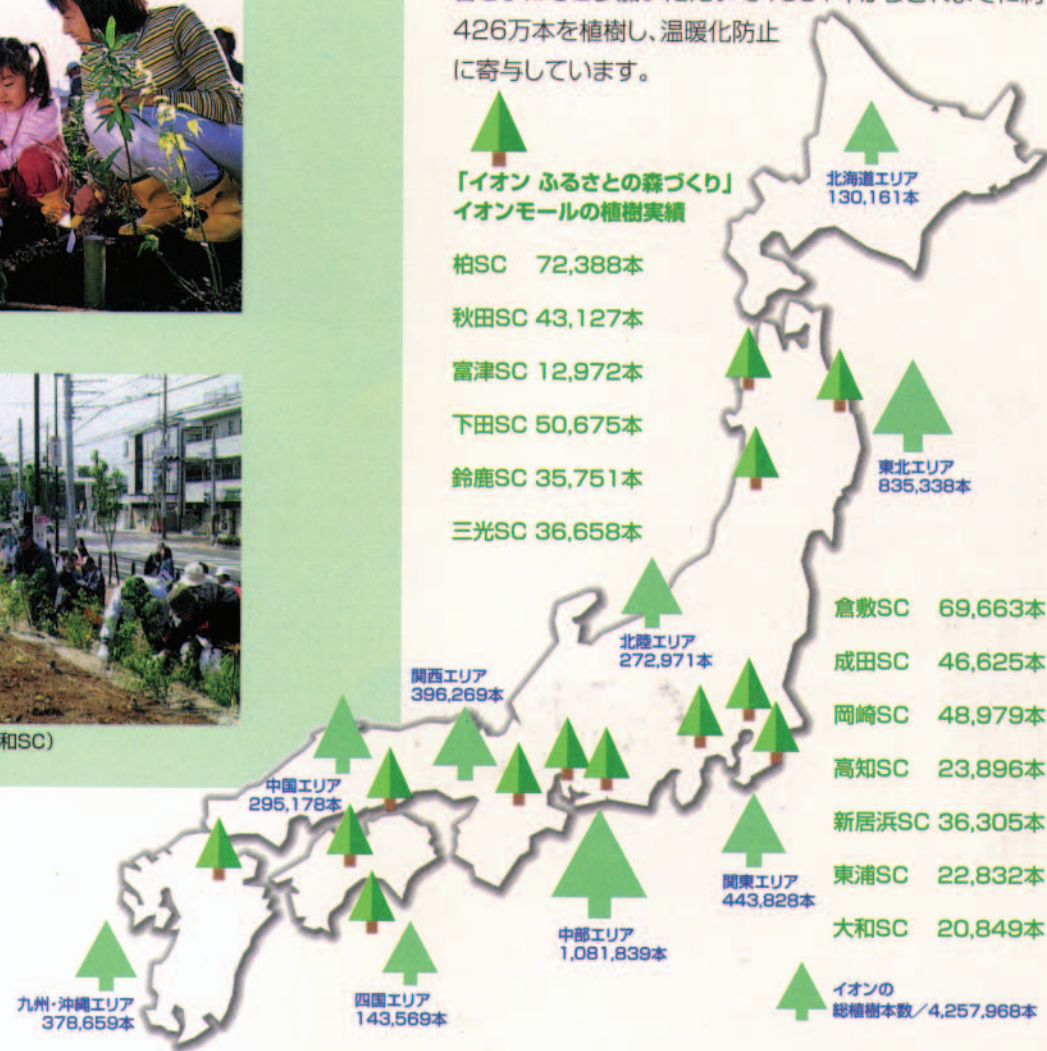 426万本を植樹し、温暖化防止
に寄与しています。
「イオン ふるさとの森づくり」
イオンモールの植樹実績
柏SC 72,388本
秋田SC 43,127本
富津SC 12,972本
下田SC 50,675本
鈴鹿SC 35,751本
三光SC 36,658本
倉敷SC 69,663本
成田SC 46,625本
岡崎SC 48,979本
高知SC 23,896本
新居浜SC 36,305本
東浦SC 22,832本
大和SC 20,849本
北海道エリア
130,161本
東北エリア
835,338本
北陸エリア
272,971本
関西エリア
396,269本
中国エリア
295,178本
関東エリア
443,828本
中部エリア
1,081,839本
四国エリア
143,569本
九州・沖縄エリア
378,659本
イオンの
総植樹本数／4,257,968本
和SC）